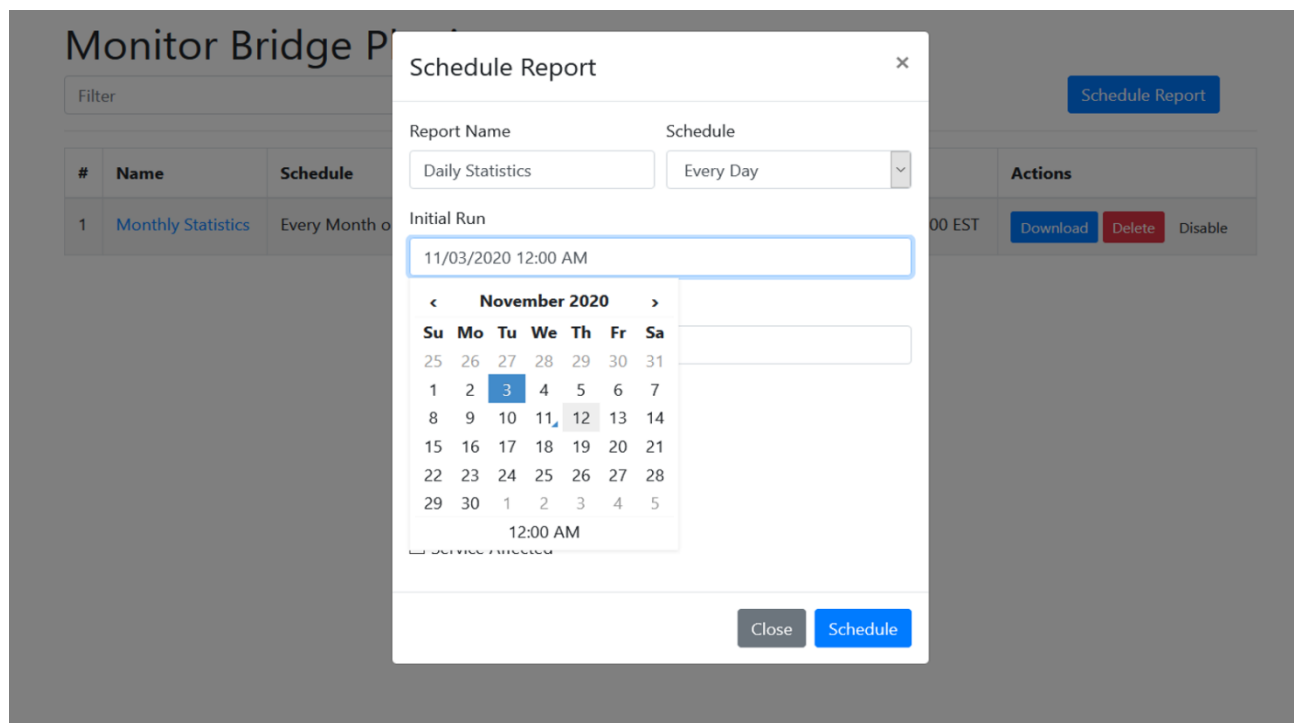 Monitor Bridge
Filter
Schedule Report
# Name Schedule Actions
1 Monthly Statistics Every Month 00 EST Download Delete Disable
Schedule Report ×
Report Name Schedule
Daily Statistics Every Day
Initial Run
11/03/2020 12:00 AM
‹ November 2020 ›
Su Mo Tu We Th Fr Sa
25 26 27 28 29 30 31
1 2 3 4 5 6 7
8 9 10 11 12 13 14
15 16 17 18 19 20 21
22 23 24 25 26 27 28
29 30 1 2 3 4 5
12:00 AM
Service Affected
Close Schedule